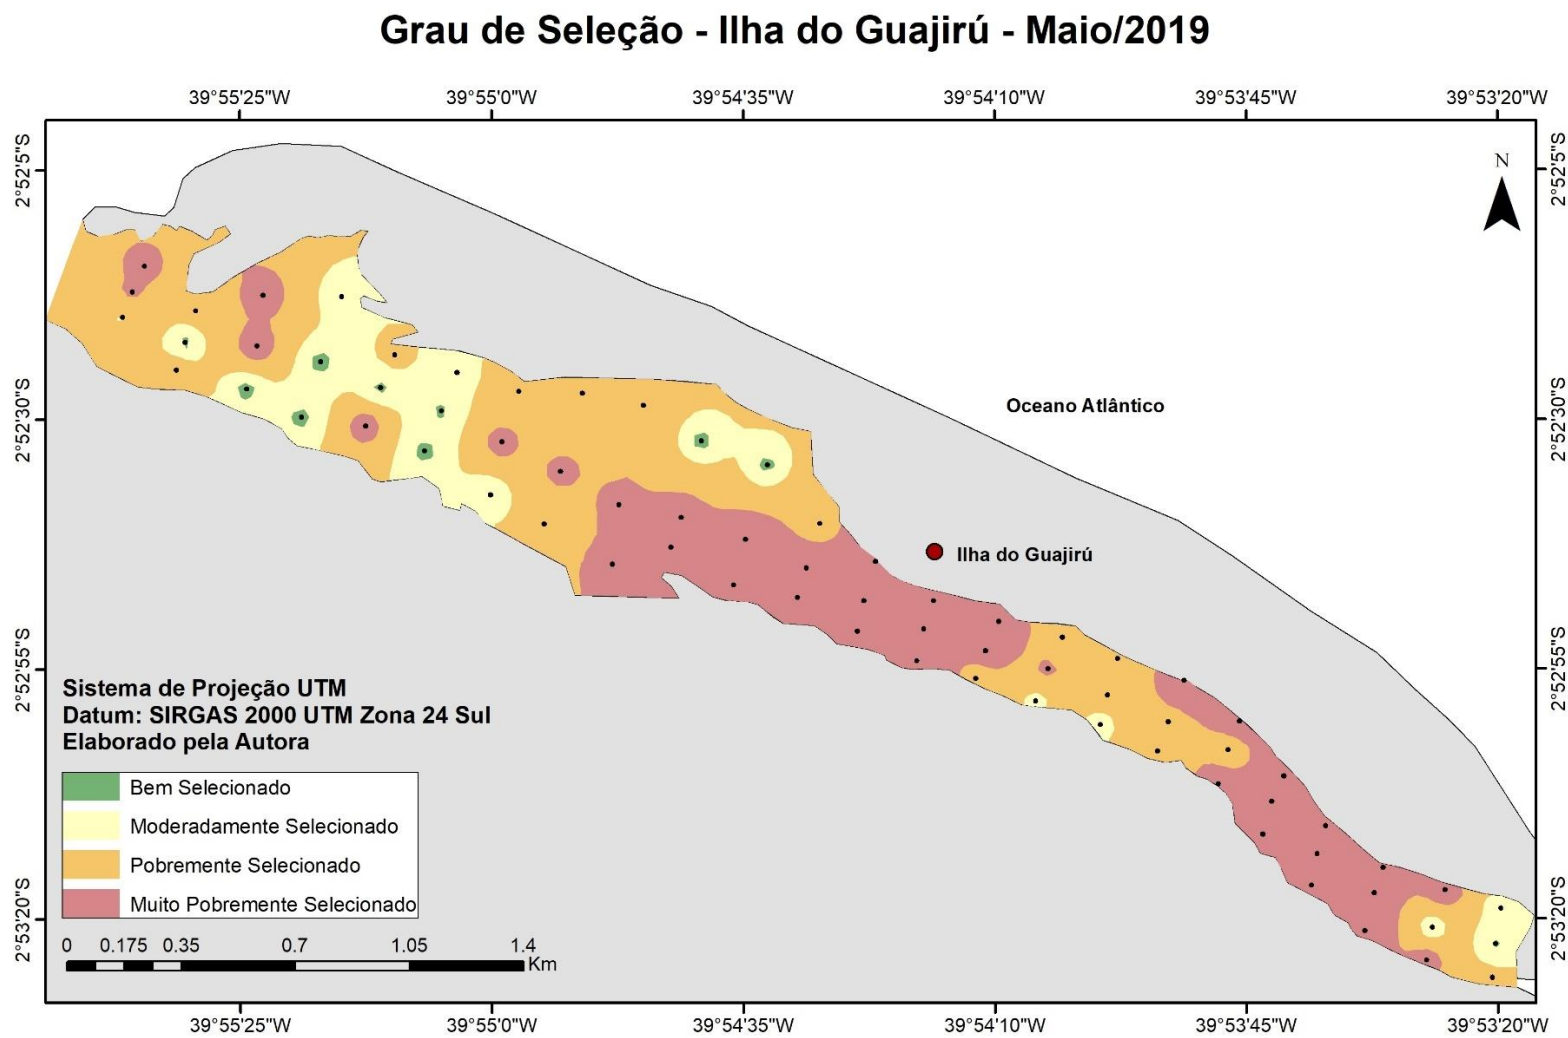 Grau de Seleção - Ilha do Guajirú - Maio/2019
39°55'25"W
39°55'0"W
39°54'35"W
39°54'10"W
39°53'45"W
39°53'20"W
2°52'5"S
2°52'5"S
N
Oceano Atlântico
2°52'30"S
2°52'30"S
Ilha do Guajirú
2°52'55"S
2°52'55"S
Sistema de Projeção UTM
Datum: SIRGAS 2000 UTM Zona 24 Sul
Elaborado pela Autora
Bem Selecionado
Moderadamente Selecionado
Pobremente Selecionado
Muito Pobremente Selecionado
2°53'20"S
2°53'20"S
0 0.175 0.35 0.7 1.05 1.4
Km
39°55'25"W
39°55'0"W
39°54'35"W
39°54'10"W
39°53'45"W
39°53'20"W